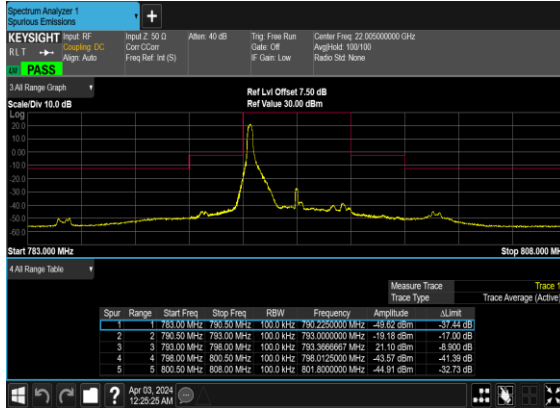 Spectrum Analyzer 1
Spurious Emissions
+
KEYSIGHT Input: RF Input Z: 50 Ω Atten: 40 dB Trig: Free Run Center Freq: 22.005000000 GHz
RLT Coupling: DC Corr CCorr Gate: Off Avg|Hold: 100/100
Align: Auto Freq Ref: Int (S) IF Gain: Low Radio Std: None
PASS
3 All Range Graph
Ref Lvl Offset 7.50 dB
Scale/Div 10.0 dB Ref Value 30.00 dBm
Log
20.0
10.0
0.00
-10.0
-20.0
-30.0
-40.0
-50.0
-60.0
Start 783.000 MHz Stop 808.000 MH
4 All Range Table
Measure Trace Trace 1
Trace Type Trace Average (Active)
Spur Range Start Freq Stop Freq RBW Frequency Amplitude ΔLimit
1 1 783.00 MHz 790.50 MHz 100.0 kHz 790.2250000 MHz -49.62 dBm -37.44 dB
2 2 790.50 MHz 793.00 MHz 100.0 kHz 793.0000000 MHz -19.18 dBm -17.00 dB
3 3 793.00 MHz 798.00 MHz 100.0 kHz 793.3666667 MHz 21.10 dBm -8.900 dB
4 4 798.00 MHz 800.50 MHz 100.0 kHz 798.0125000 MHz -43.57 dBm -41.39 dB
5 5 800.50 MHz 808.00 MHz 100.0 kHz 801.8000000 MHz -44.91 dBm -32.73 dB
? Apr 03, 2024
12:25:25 AM